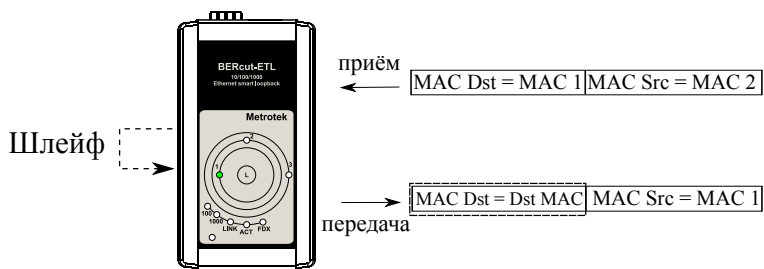 BERcut-ETL
10/100/1000
Ethernet smart loopback
Metrotek
2
1
3
L
100
1000
LINK
ACT
FDX
Шлейф
приём
MAC Dst = MAC 1 MAC Src = MAC 2
MAC Dst = Dst MAC MAC Src = MAC 1
передача